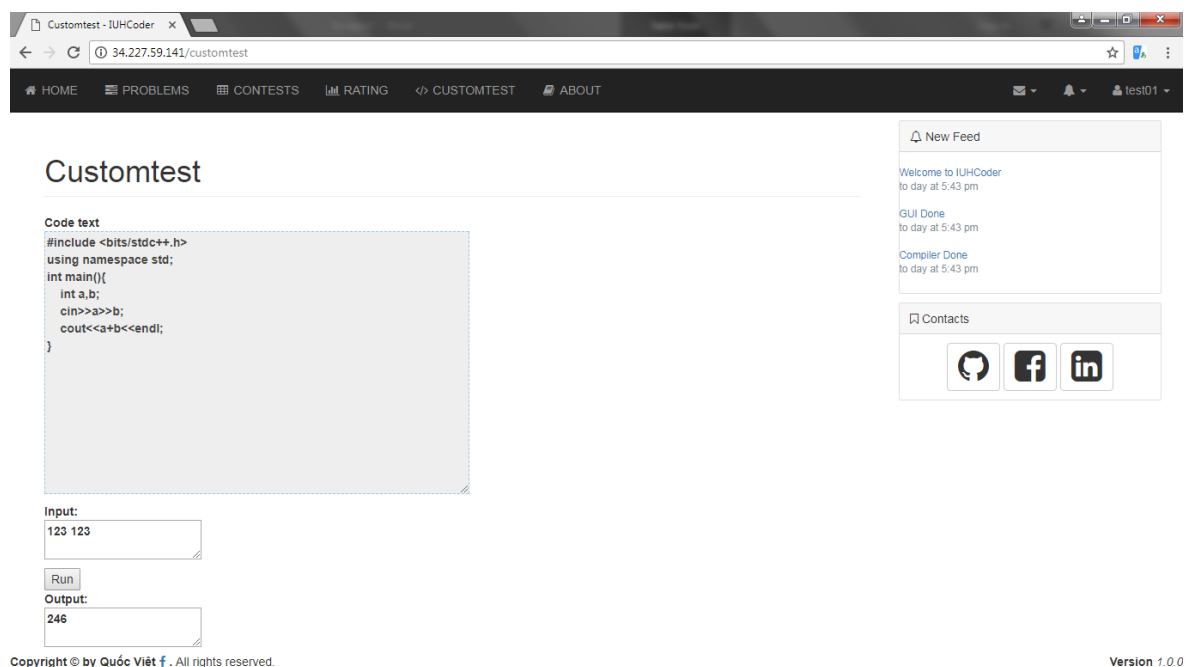 Customtest - IUHCoder
34.227.59.141/customtest
HOME PROBLEMS CONTESTS RATING </> CUSTOMTEST ABOUT test01
Customtest
Code text
#include <bits/stdc++.h>
using namespace std;
int main(){
    int a,b;
    cin>>a>>b;
    cout<<a+b<<endl;
}
Input:
123 123
Run
Output:
246
New Feed
Welcome to IUHCoder
to day at 5:43 pm
GUI Done
to day at 5:43 pm
Compiler Done
to day at 5:43 pm
Contacts
Copyright © by Quốc Việt f . All rights reserved.
Version 1.0.0